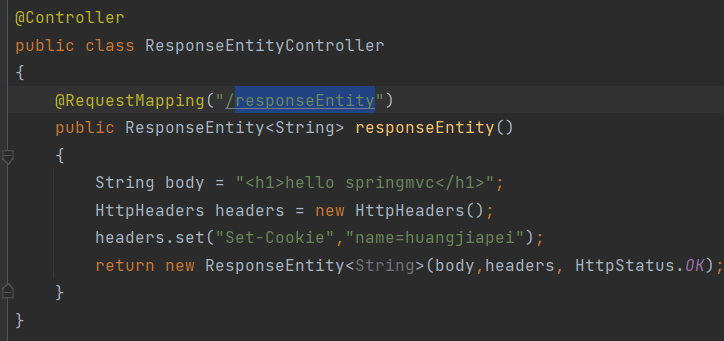 @Controller
public class ResponseEntityController
{
@RequestMapping("/responseEntity")
public ResponseEntity<String> responseEntity()
{
String body = "<h1>hello springmvc</h1>";
HttpHeaders headers = new HttpHeaders();
headers.set("Set-Cookie","name=huangjiapei");
return new ResponseEntity<String>(body,headers, HttpStatus.OK);
}
}